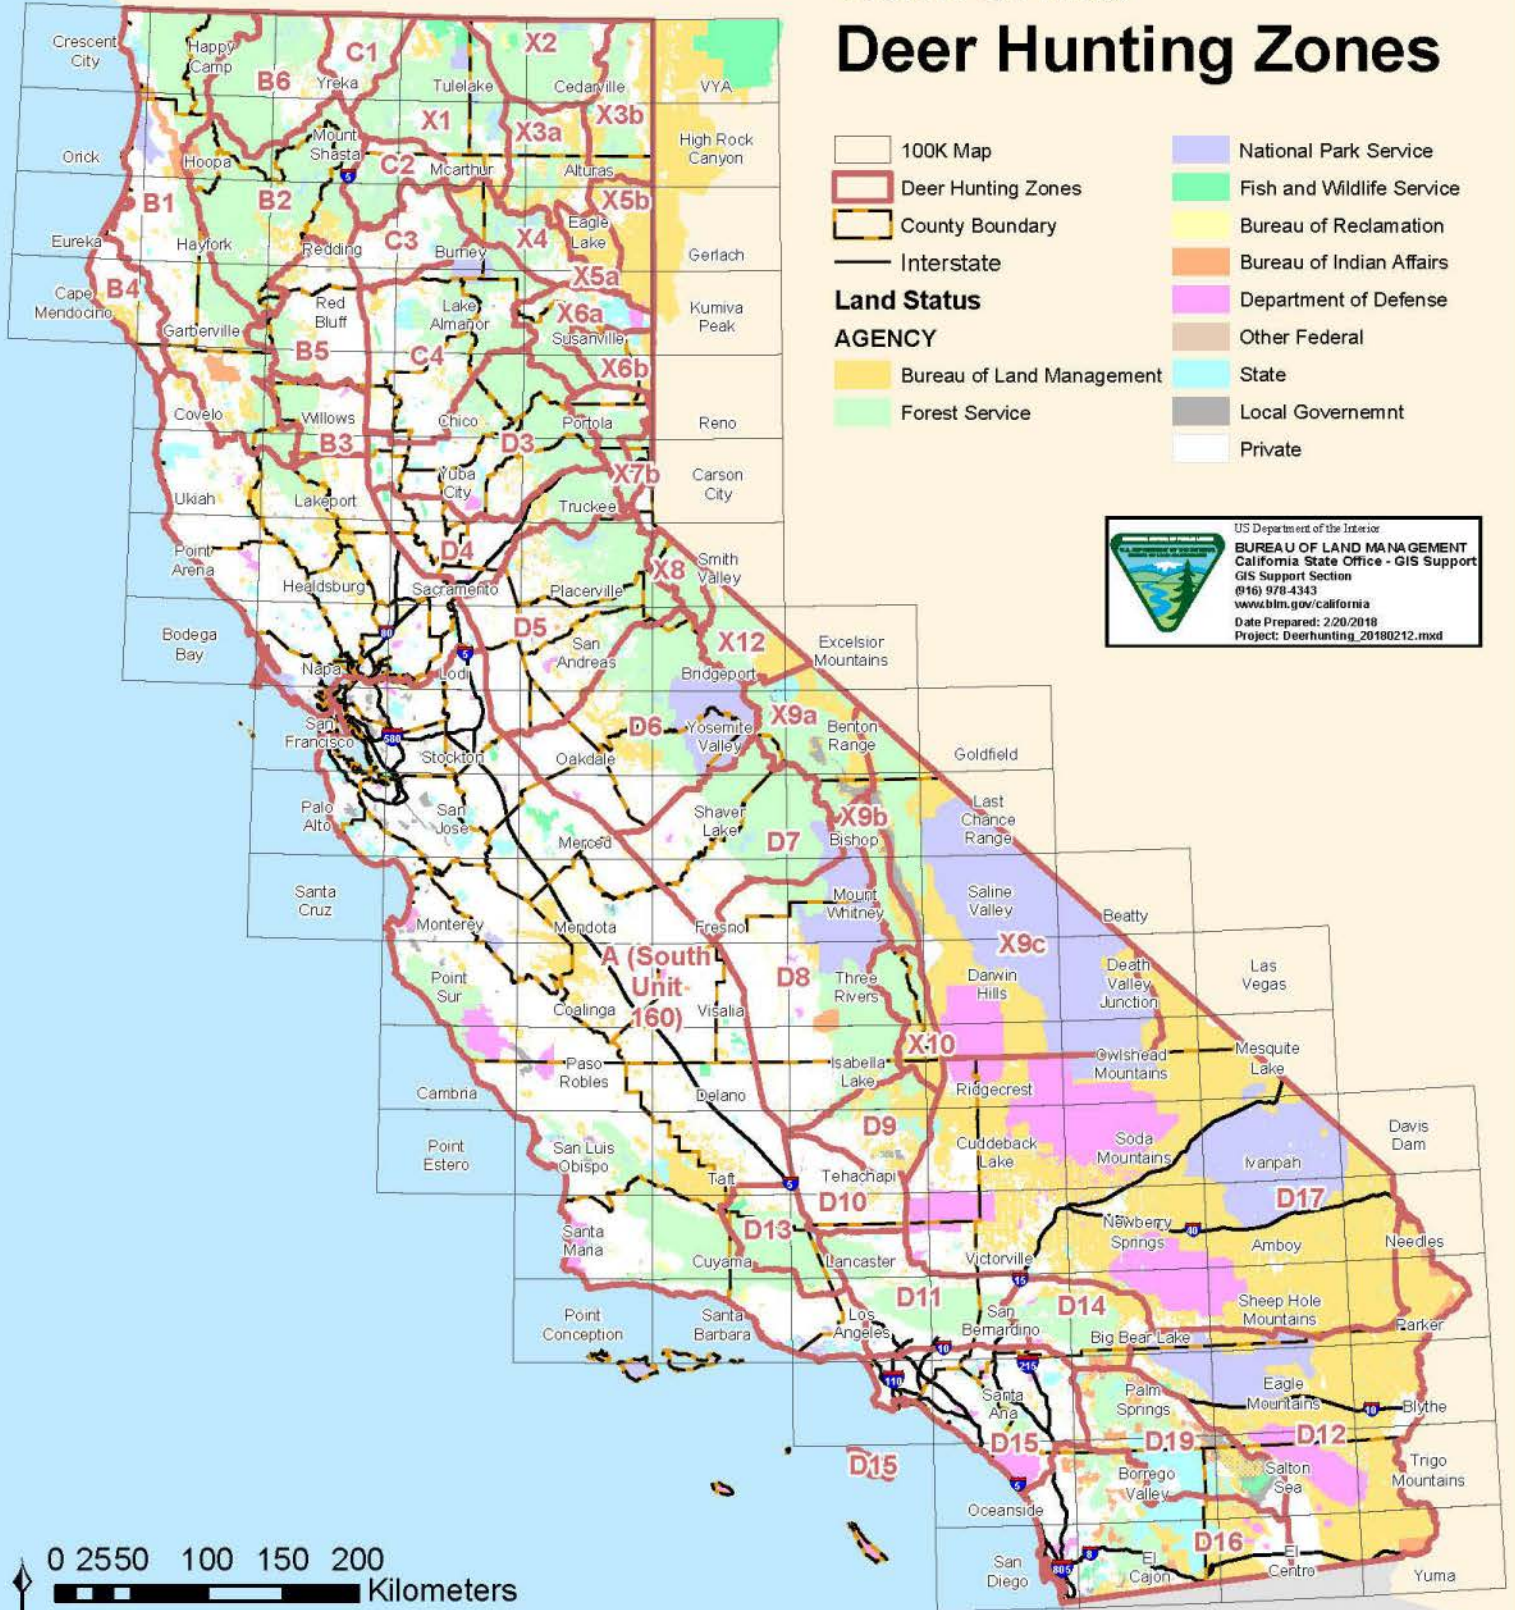 Deer Hunting Zones
100K Map
Deer Hunting Zones
County Boundary
Interstate
Land Status
AGENCY
Bureau of Land Management
Forest Service
National Park Service
Fish and Wildlife Service
Bureau of Reclamation
Bureau of Indian Affairs
Department of Defense
Other Federal
State
Local Governemnt
Private
US Department of the Interior
BUREAU OF LAND MANAGEMENT
California State Office - GIS Support
GIS Support Section
(916) 978-4343
www.blm.gov/california
Date Prepared: 2/20/2018
Project: Deerhunting_20180212.mxd
Crescent
City
Happy
Camp
C1
X2
B6
Yreka
Tulelake
Cedarville
VYA
X1
X3a
X3b
Orick
Hoopa
Mount
Shasta
5
C2
Mcarthur
Alturas
High Rock
Canyon
B1
B2
X5b
Eureka
Hayfork
Redding
C3
Burney
X4
Eagle
Lake
Gerlach
X5a
Cape
Mendocino
B4
Garberville
Red
Bluff
Lake
Almanor
X6a
Susanville
Kumiva
Peak
B5
C4
X6b
Covelo
Willows
Chico
Portola
Reno
B3
D3
X7b
Ukiah
Lakeport
Yuba
City
Truckee
Carson
City
Point
Arena
D4
Healdsburg
Sacramento
Placerville
X8
Smith
Valley
Bodega
Bay
80
Napa
5
Lodi
D5
San
Andreas
X12
Bridgeport
Excelsior
Mountains
San
Francisco
580
Stockton
Oakdale
D6
Yosemite
Valley
X9a
Benton
Range
Goldfield
Palo
Alto
San
Jose
Merced
Shaver
Lake
D7
X9b
Bishop
Last
Chance
Range
Santa
Cruz
Monterey
Mendota
Fresno
Mount
Whitney
Saline
Valley
Beatty
X9c
Point
Sur
A (South
Unit
160)
Coalinga
Visalia
D8
Three
Rivers
Darwin
Hills
Death
Valley
Junction
Las
Vegas
X10
Cambria
Paso
Robles
Delano
Isabella
Lake
Ridgecrest
Owlshead
Mountains
Mesquite
Lake
Point
Estero
San Luis
Obispo
Taft
5
D9
Tehachapi
Cuddeback
Lake
Soda
Mountains
Ivanpah
Davis
Dam
D10
D17
Santa
Maria
Cuyama
D13
Lancaster
Victorville
Newberry
Springs
40
Amboy
Needles
15
Point
Conception
Santa
Barbara
Los
Angeles
D11
San
Bernardino
D14
Big Bear Lake
Sheep Hole
Mountains
Parker
10
110
215
Santa
Ana
Palm
Springs
Eagle
Mountains
10
Blythe
D15
D15
D19
D12
5
Oceanside
Borrego
Valley
Salton
Sea
Trigo
Mountains
D16
San
Diego
805
8
El
Cajon
El
Centro
Yuma
0 25 50 100 150 200
Kilometers